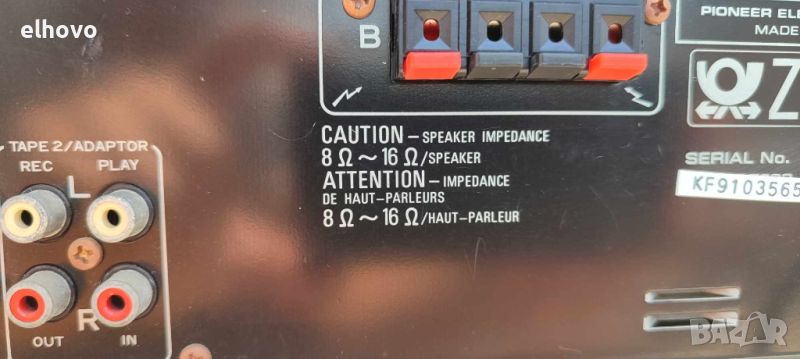 elhovo
B
PIONEER
MADE
Z
CAUTION – SPEAKER IMPEDANCE
8 Ω ~ 16 Ω /SPEAKER
ATTENTION – IMPEDANCE
DE HAUT-PARLEURS
8 Ω ~ 16 Ω /HAUT-PARLEUR
SERIAL No.
KF9103565
TAPE 2/ADAPTOR
REC PLAY
L
R
OUT IN
BAZAR